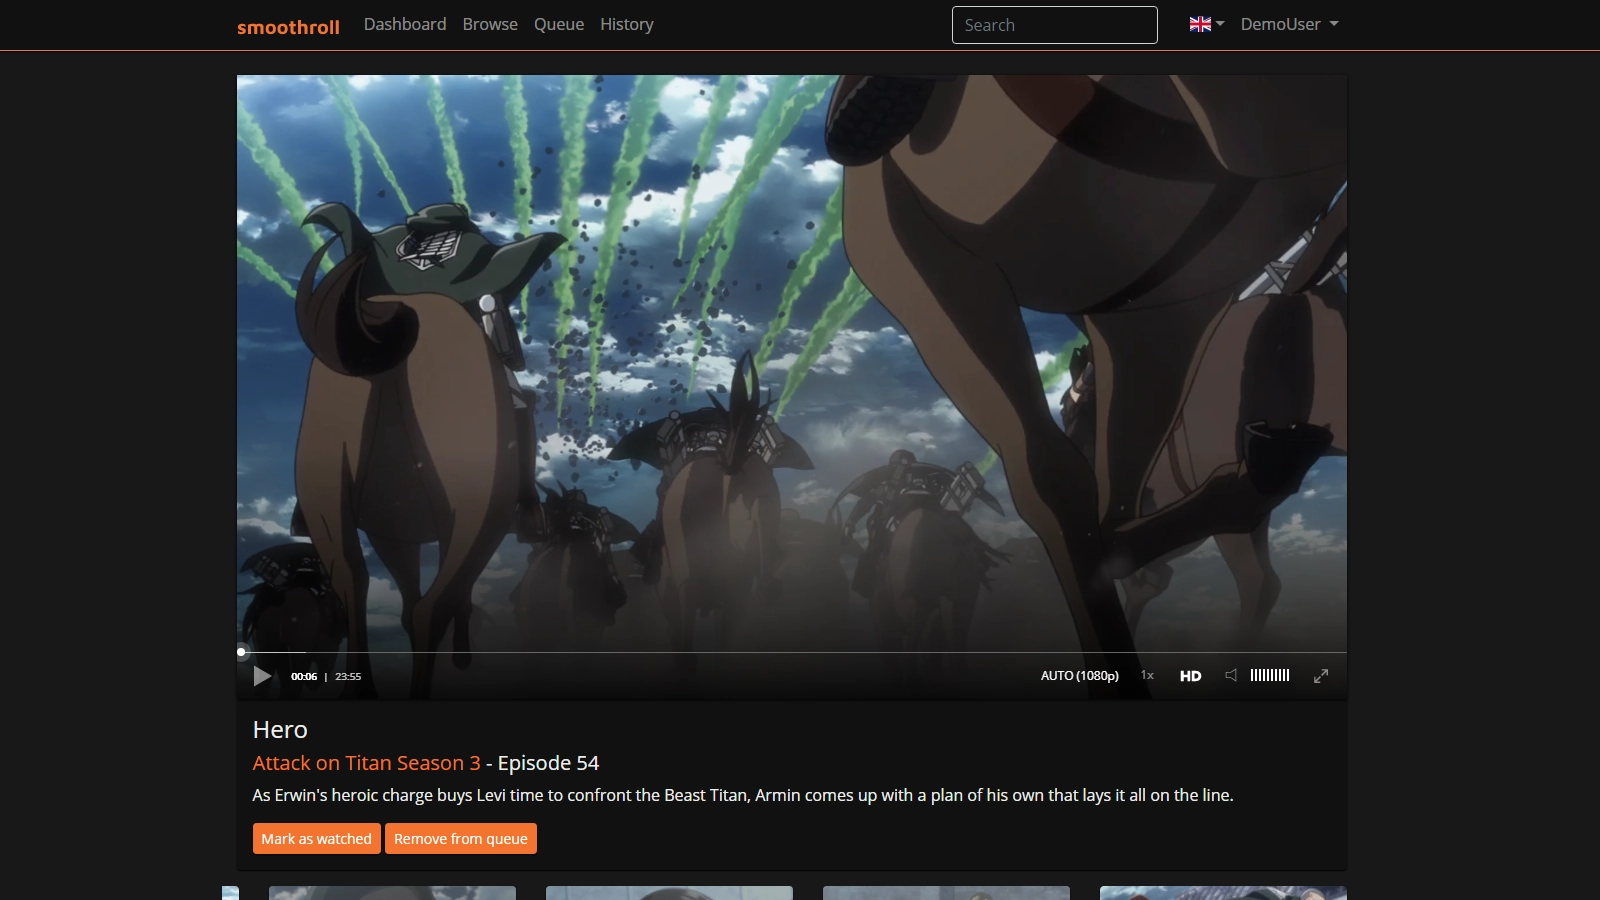 smoothroll Dashboard Browse Queue History Search DemoUser
00:06 | 23:55 AUTO (1080p) 1x HD
Hero
Attack on Titan Season 3 - Episode 54
As Erwin's heroic charge buys Levi time to confront the Beast Titan, Armin comes up with a plan of his own that lays it all on the line.
Mark as watched Remove from queue